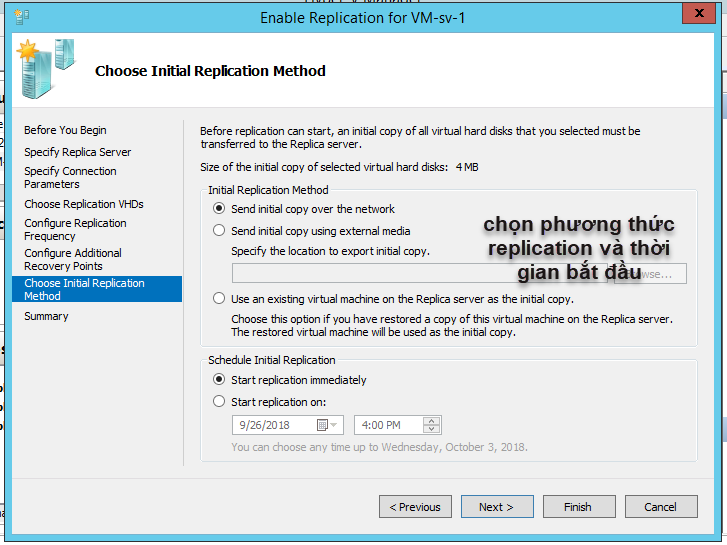 Enable Replication for VM-sv-1
x
Choose Initial Replication Method
Before You Begin
Specify Replica Server
Specify Connection
Parameters
Choose Replication VHDs
Configure Replication
Frequency
Configure Additional
Recovery Points
Choose Initial Replication
Method
Summary
Before replication can start, an initial copy of all virtual hard disks that you selected must be
transferred to the Replica server.
Size of the initial copy of selected virtual hard disks: 4 MB
Initial Replication Method
Send initial copy over the network
Send initial copy using external media
Specify the location to export initial copy.
chọn phương thức
replication và thời
gian bắt đầu
Use an existing virtual machine on the Replica server as the initial copy.
Choose this option if you have restored a copy of this virtual machine on the Replica server.
The restored virtual machine will be used as the initial copy.
Schedule Initial Replication
Start replication immediately
Start replication on:
9/26/2018
4:00 PM
You can choose any time up to Wednesday, October 3, 2018.
< Previous
Next >
Finish
Cancel